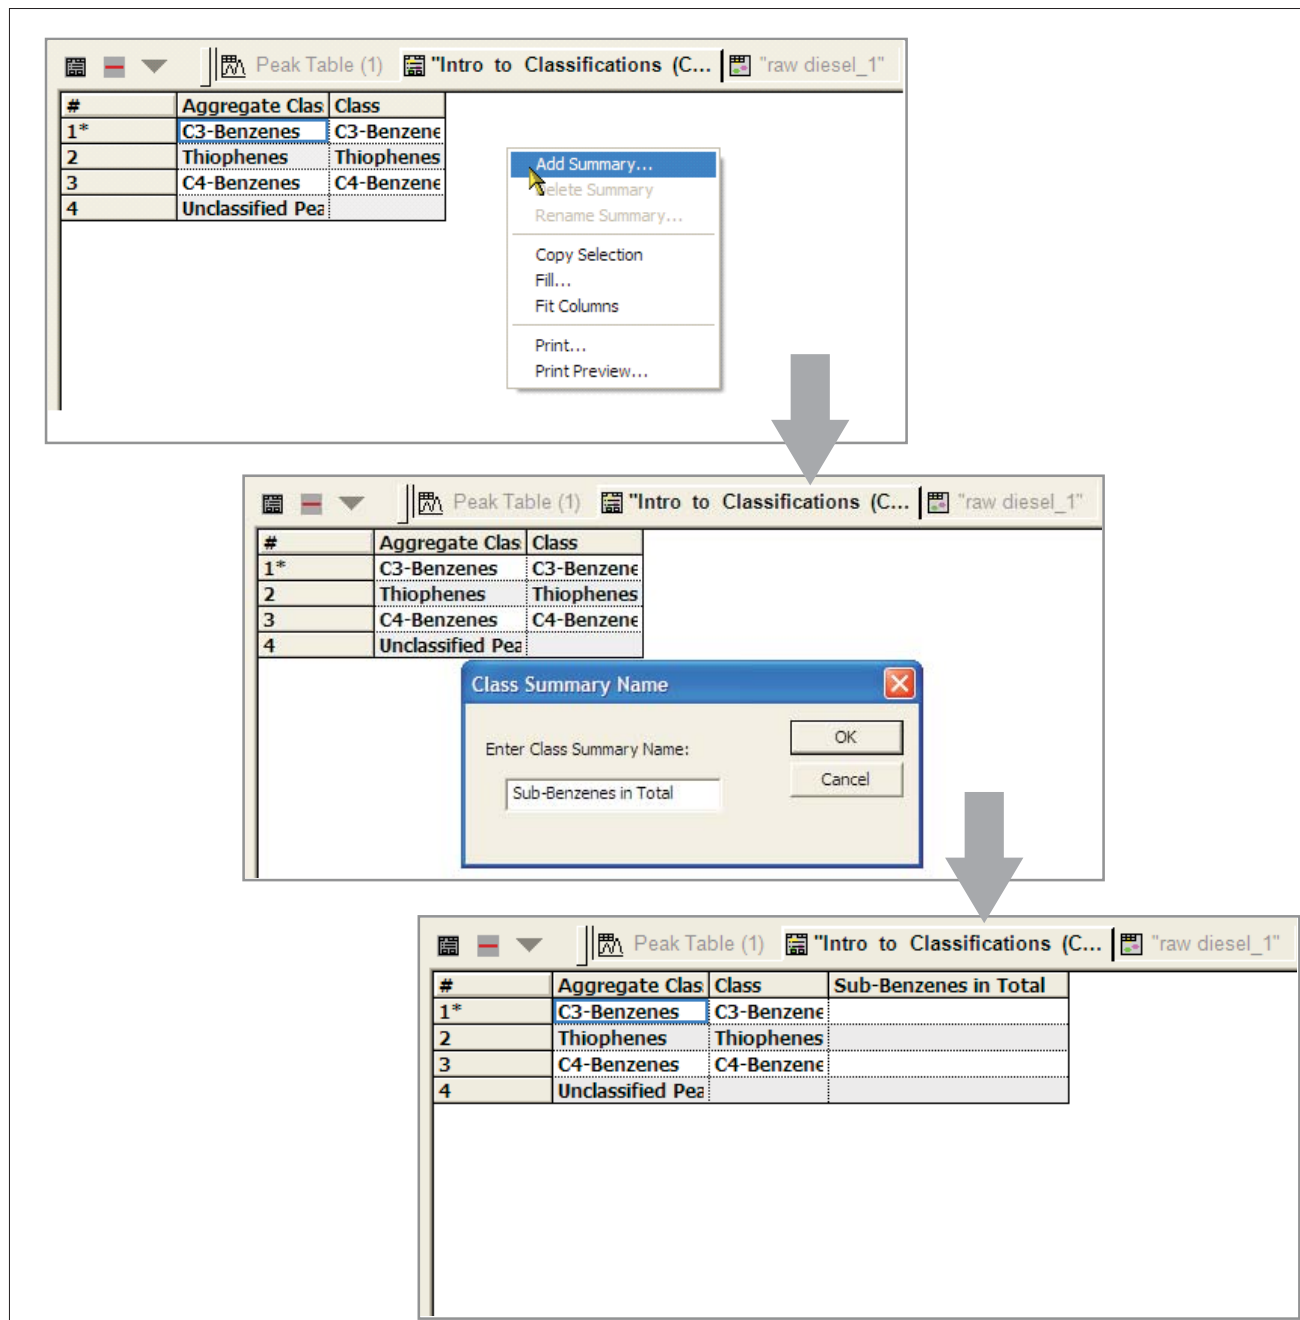 Peak Table (1) "Intro to Classifications (C... "raw diesel_1"
# Aggregate Clas Class
1* C3-Benzenes C3-Benzene
2 Thiophenes Thiophenes
3 C4-Benzenes C4-Benzene
4 Unclassified Pea
Add Summary...
elete Summary
Rename Summary...
Copy Selection
Fill...
Fit Columns
Print...
Print Preview...
Peak Table (1) "Intro to Classifications (C... "raw diesel_1"
# Aggregate Clas Class
1* C3-Benzenes C3-Benzene
2 Thiophenes Thiophenes
3 C4-Benzenes C4-Benzene
4 Unclassified Pea
Class Summary Name
Enter Class Summary Name:
OK
Cancel
Sub-Benzenes in Total
Peak Table (1) "Intro to Classifications (C... "raw diesel_1"
# Aggregate Clas Class Sub-Benzenes in Total
1* C3-Benzenes C3-Benzene
2 Thiophenes Thiophenes
3 C4-Benzenes C4-Benzene
4 Unclassified Pea